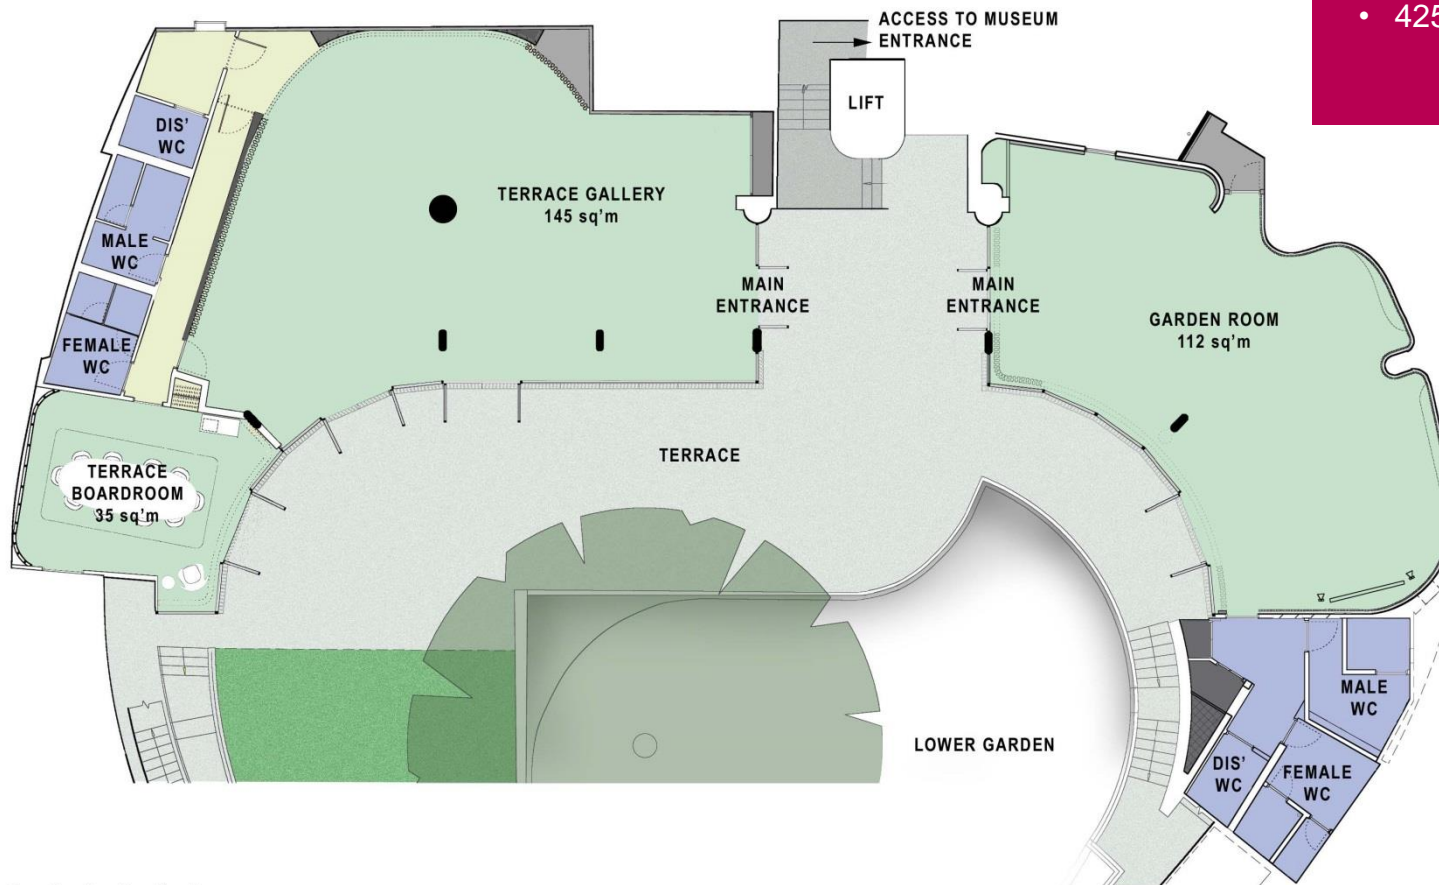 ACCESS TO MUSEUM
ENTRANCE
• 425
LIFT
DIS'
WC
TERRACE GALLERY
145 sq'm
MALE
WC
MAIN
ENTRANCE
MAIN
ENTRANCE
GARDEN ROOM
112 sq'm
FEMALE
WC
TERRACE
TERRACE
BOARDROOM
35 sq'm
MALE
WC
LOWER GARDEN
DIS'
WC
FEMALE
WC